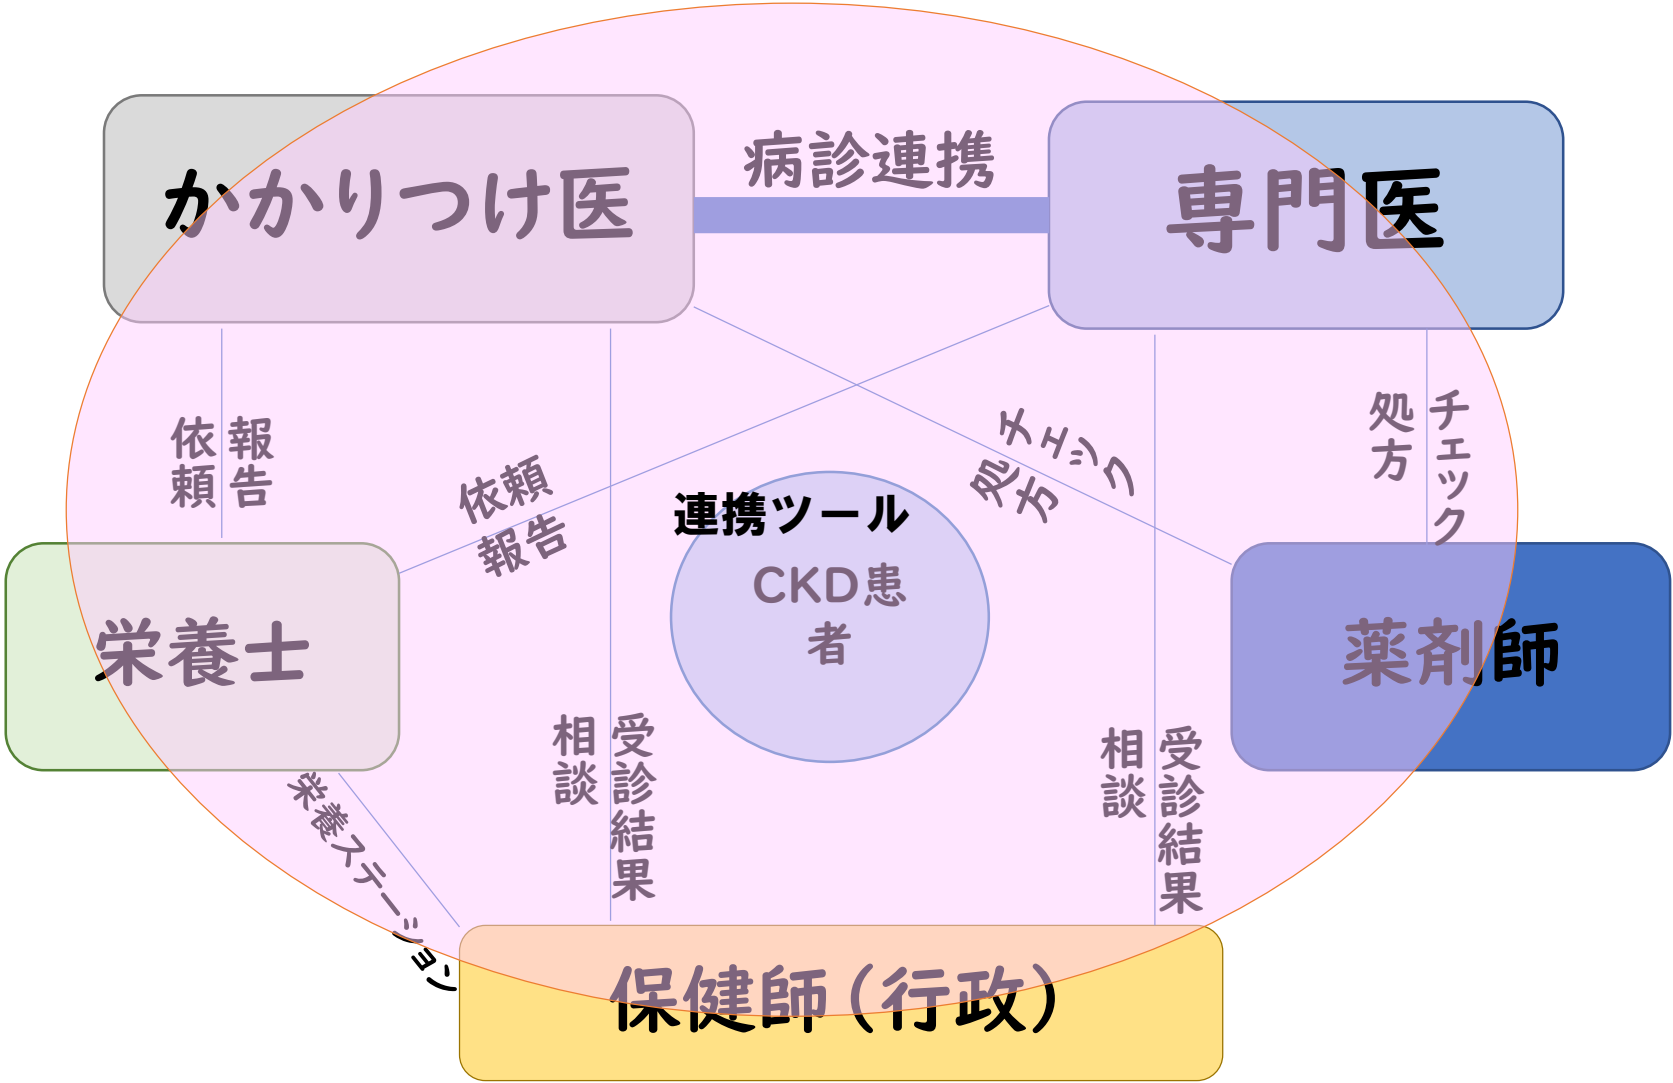 病診連携
かかりつけ医
専門医
依頼
報告
依頼
報告
チェック
処方
処方
チェック
連携ツール
CKD患
者
栄養士
薬剤師
相談
受診結果
相談
受診結果
栄養ステーション
保健師(行政)